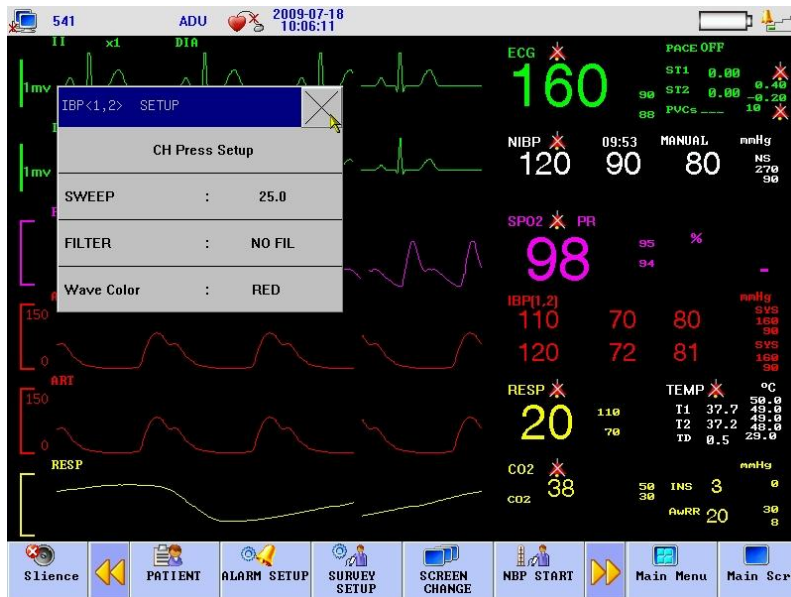 541 ADU 2009-07-18
10:06:11
II x1 DIA
1mv
IBP<1,2> SETUP
CH Press Setup
SWEEP : 25.0
FILTER : NO FIL
Wave Color : RED
1mv
150
0
ART
150
0
RESP
ECG PACE OFF
160
90
88
ST1 0.00
ST2 0.00
0.40
-0.20
PVCs ___ 10
NIBP 09:53 MANUAL mmHg
120 90 80
NS
270
90
SPO2 PR
98
95
94
%
-
IBP(1,2) mmHg
110 70 80
SYS
160
90
120 72 81
SYS
160
90
RESP
20
110
70
TEMP ºC
50.0
T1 37.7 49.0
49.0
T2 37.2 48.0
TD 0.5 29.0
CO2 mmHg
CO2 38
50
30
INS 3 0
AwRR 20
30
8
Slience
PATIENT
ALARM SETUP
SURVEY
SETUP
SCREEN
CHANGE
NBP START
Main Menu
Main Scr